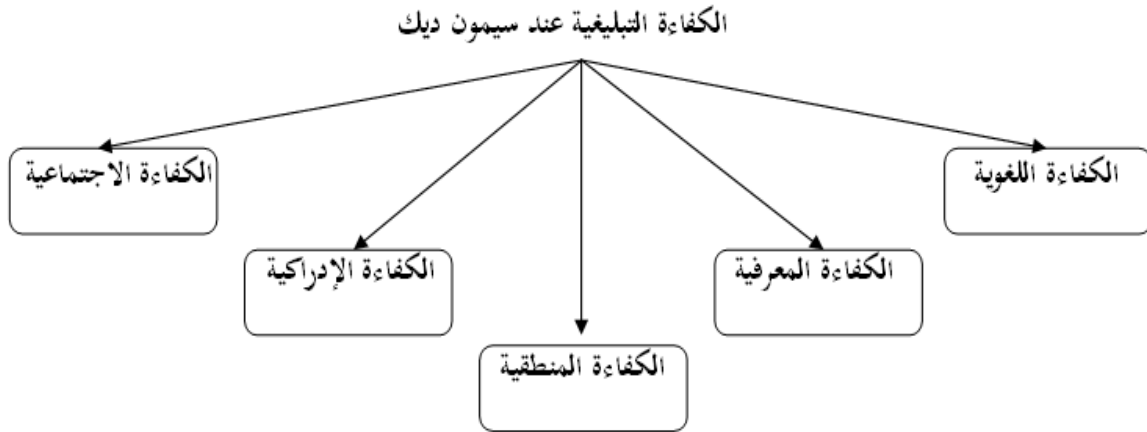 الكفاءة التبليغية عند سيمون ديك
الكفاءة اللغوية
الكفاءة المعرفية
الكفاءة المنطقية
الكفاءة الإدراكية
الكفاءة الاجتماعية